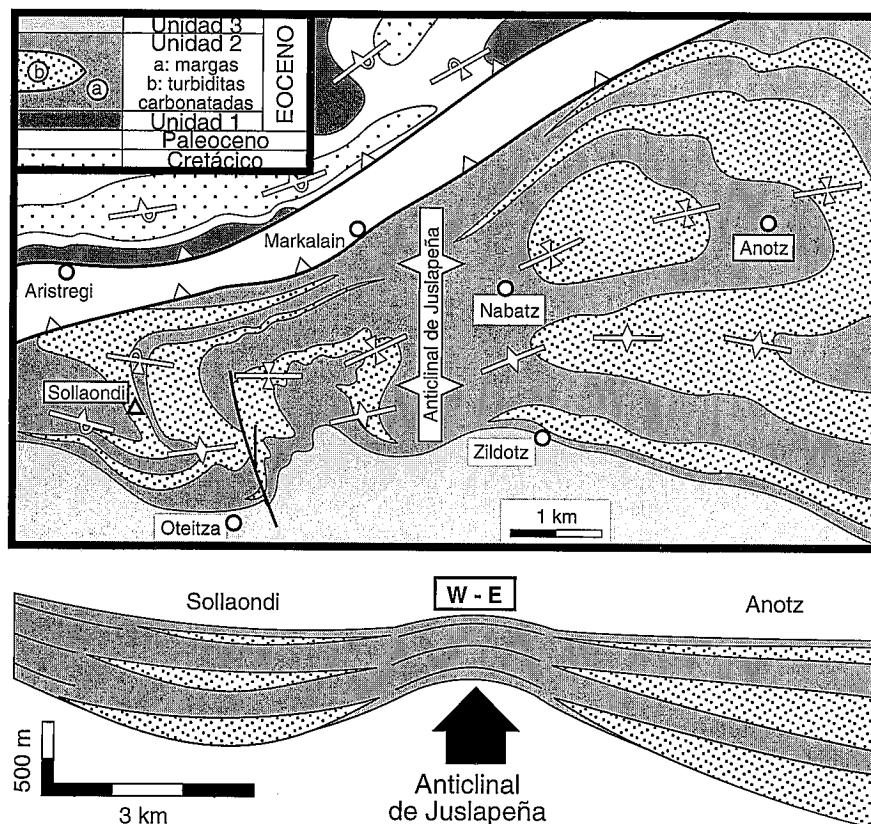 Unidad 3
Unidad 2
a: margas
b: turbiditas
carbonatadas
b
a
Unidad 1
EOCENO
Paleoceno
Cretácico
Markalain
Aristregi
Anotz
Nabatz
Anticlinal de Juslapeña
Sollaondi
Zildotz
Oteitza
1 km
Sollaondi
W - E
Anotz
500 m
3 km
Anticlinal
de Juslapeña